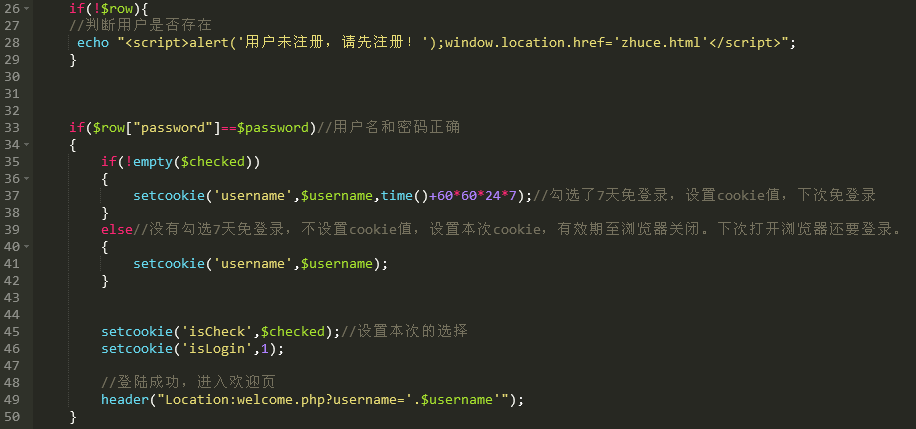 26 if(!$row){
27 //判断用户是否存在
28 echo "<script>alert('用户未注册，请先注册！');window.location.href='zhuce.html'</script>";
29 }
30
31
32
33 if($row["password"]==$password)//用户名和密码正确
34 {
35 if(!empty($checked))
36 {
37 setcookie('username',$username,time()+60*60*24*7);//勾选了7天免登录，设置cookie值，下次免登录
38 }
39 else//没有勾选7天免登录，不设置cookie值，设置本次cookie，有效期至浏览器关闭。下次打开浏览器还要登录。
40 {
41 setcookie('username',$username);
42 }
43
44
45 setcookie('isCheck',$checked);//设置本次的选择
46 setcookie('isLogin',1);
47
48 //登陆成功，进入欢迎页
49 header("Location:welcome.php?username='.$username'");
50 }